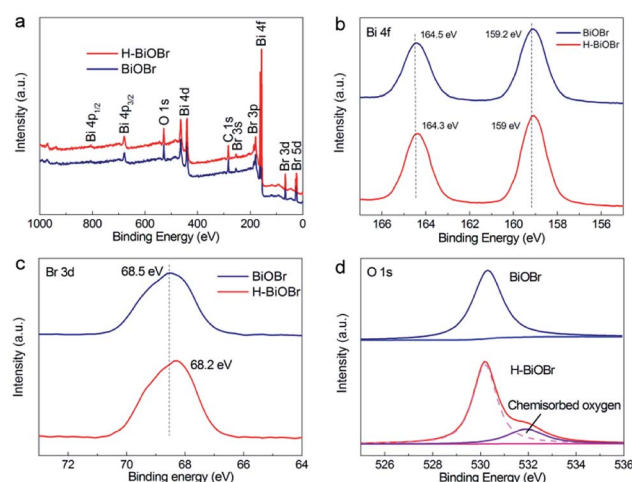 a
H-BiOBr
BiOBr
Bi 4p1/2
Bi 4p3/2
O 1s
Bi 4d
C 1s
Br 3s
Br 3p
Bi 4f
Br 3d
Br 5d
Intensity (a.u.)
1000 800 600 400 200 0
Binding Energy (eV)
b
Bi 4f
164.5 eV
159.2 eV
BiOBr
H-BiOBr
164.3 eV
159 eV
Intensity (a.u.)
166 164 162 160 158 156
Binding Energy (eV)
c
Br 3d
68.5 eV
BiOBr
H-BiOBr
68.2 eV
Intensity (a.u.)
72 70 68 66 64
Binding energy (eV)
d
O 1s
BiOBr
H-BiOBr
Chemisorbed oxygen
Intensity (a.u.)
526 528 530 532 534 536
Binding Energy (eV)